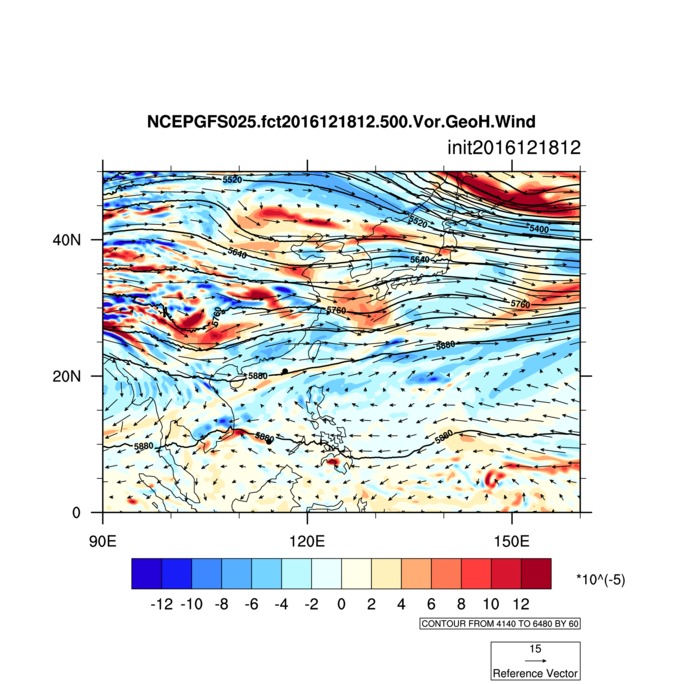 NCEPGFS025.fct2016121812.500.Vor.GeoH.Wind
init2016121812
5520
5520
5400
40N
5640
5640
5760
5760
5760
5880
5880
20N
5880
5880
5880
0
90E 120E 150E
-12 -10 -8 -6 -4 -2 0 2 4 6 8 10 12
*10^(-5)
CONTOUR FROM 4140 TO 6480 BY 60
15
Reference Vector